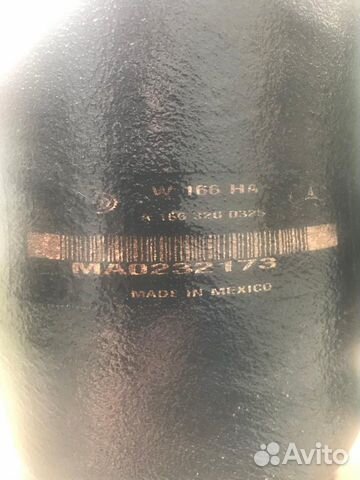 W 166 HA
A 166 320 0325
MA0232173
MADE IN MEXICO
Avito